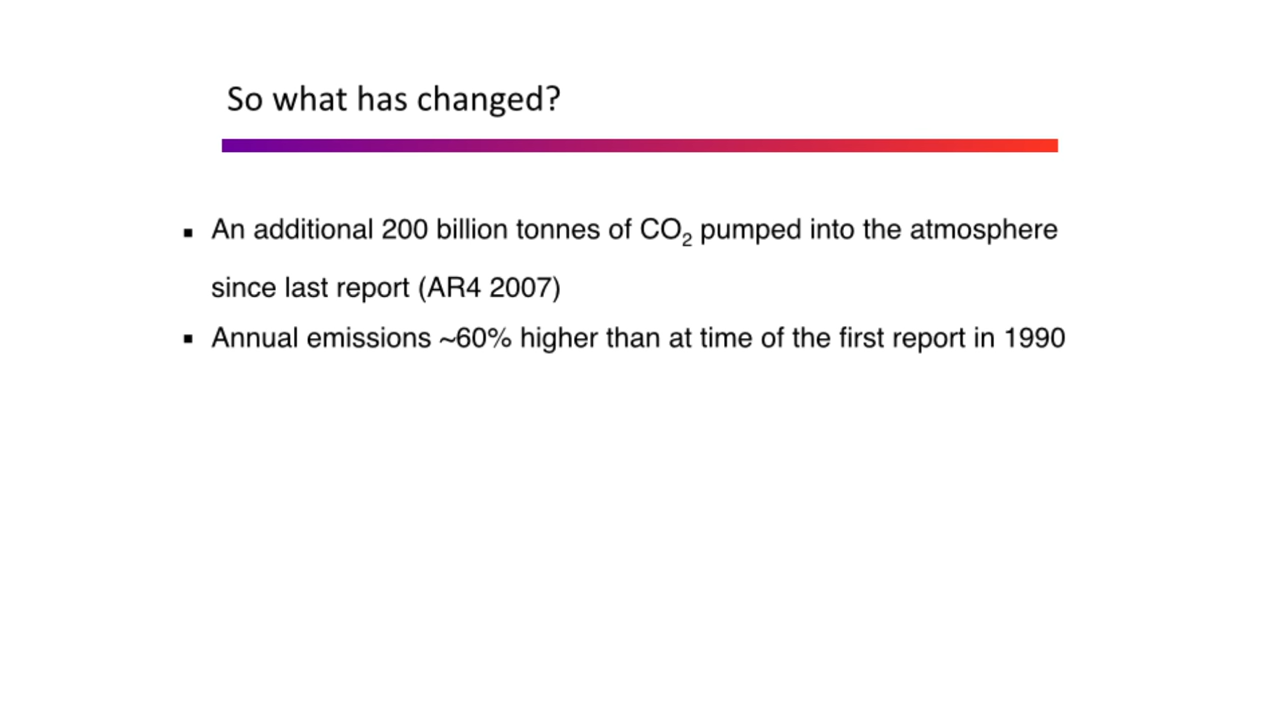 So what has changed?
▪ An additional 200 billion tonnes of CO₂ pumped into the atmosphere
since last report (AR4 2007)
▪ Annual emissions ~60% higher than at time of the first report in 1990